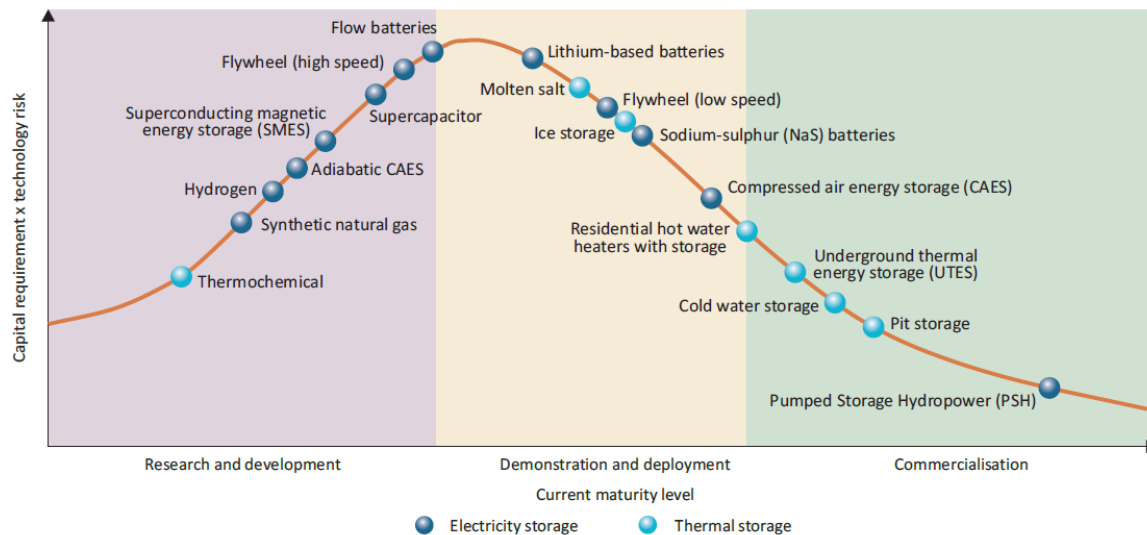 Capital requirement x technology risk
Flow batteries
Flywheel (high speed)
Supercapacitor
Superconducting magnetic
energy storage (SMES)
Adiabatic CAES
Hydrogen
Synthetic natural gas
Thermochemical
Lithium-based batteries
Molten salt
Flywheel (low speed)
Ice storage
Sodium-sulphur (NaS) batteries
Compressed air energy storage (CAES)
Residential hot water
heaters with storage
Underground thermal
energy storage (UTES)
Cold water storage
Pit storage
Pumped Storage Hydropower (PSH)
Research and development
Demonstration and deployment
Commercialisation
Current maturity level
Electricity storage
Thermal storage